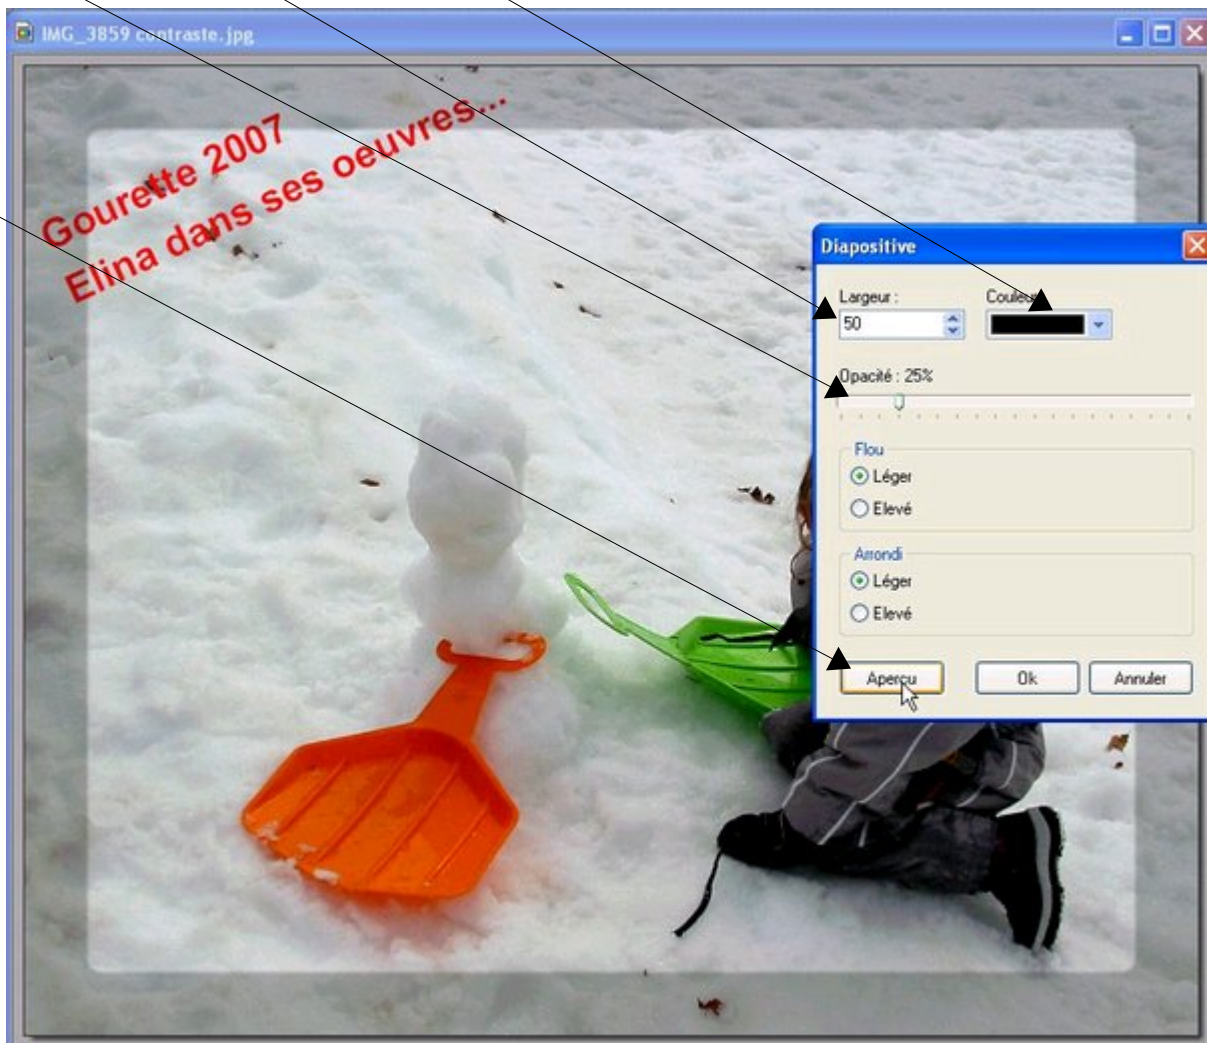 IMG_3859 contraste.jpg
Gourette 2007
Elina dans ses oeuvres...
Diapositive
Largeur :
Couleur
50
Opacité : 25%
Flou
Léger
Elevé
Arrondi
Léger
Elevé
Aperçu
Ok
Annuler